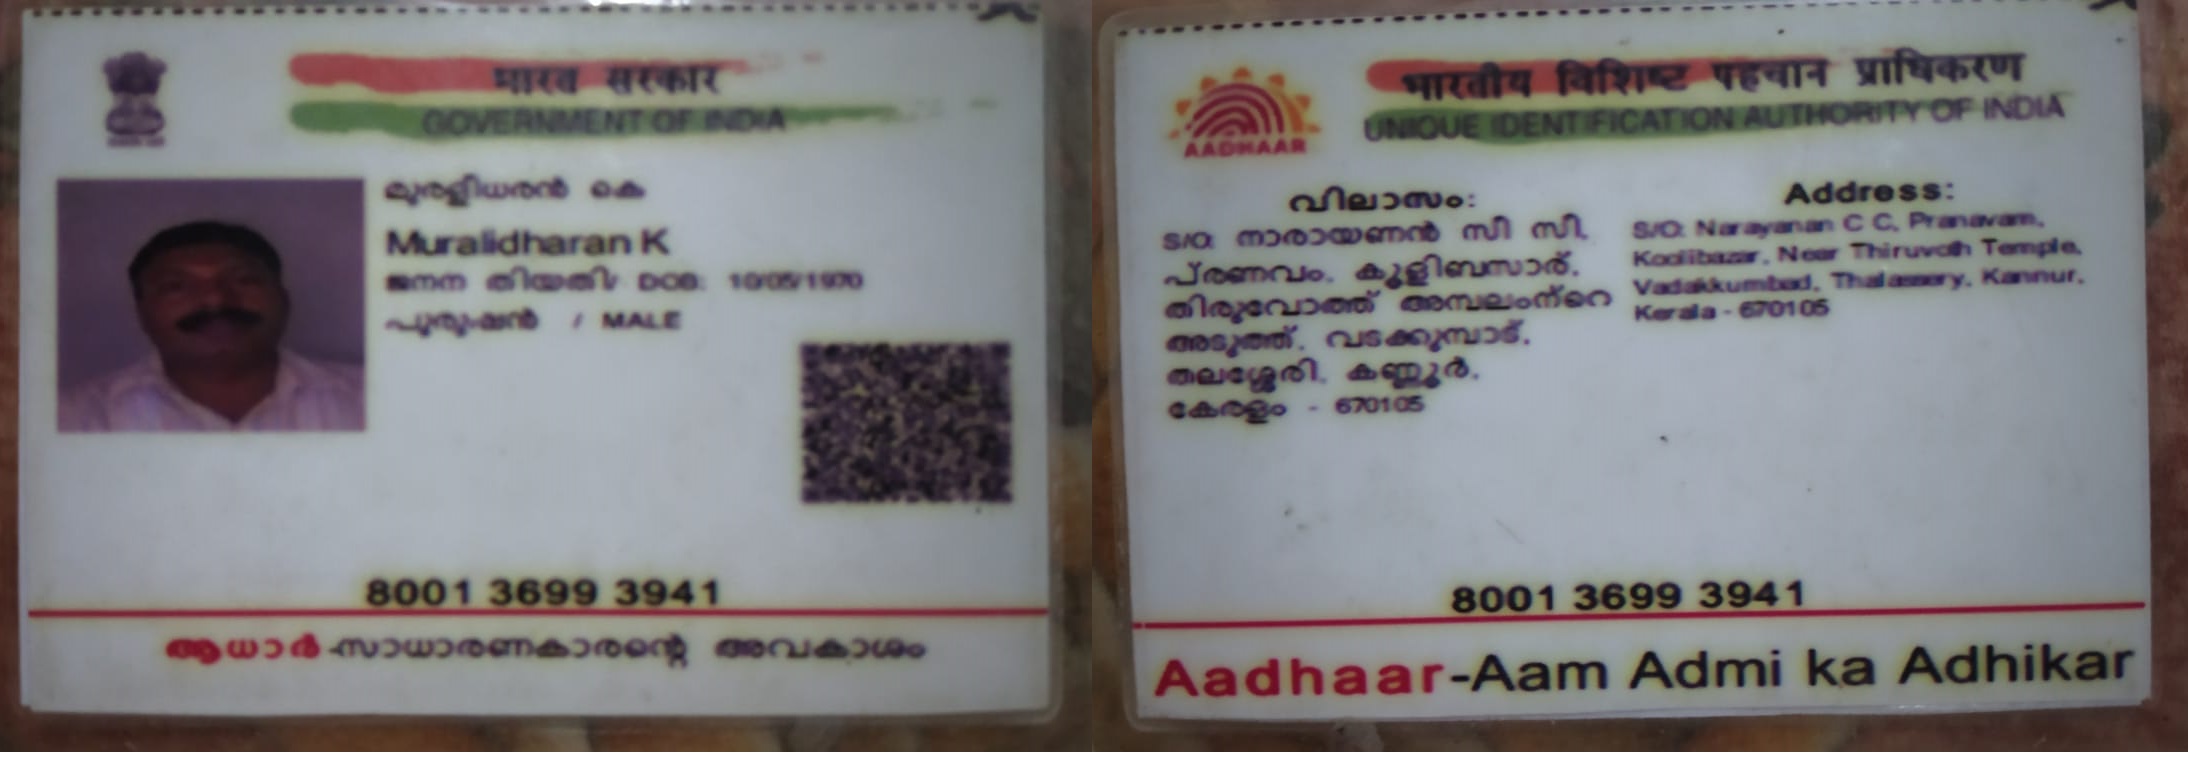 भारत सरकार
GOVERNMENT OF INDIA
മുരളിധരൻ കെ
Muralidharan K
ജനന തിയതി/ DOB: 10/05/1970
പുരുഷൻ / MALE
8001 3699 3941
ആധാർ-സാധാരണകാരന്റെ അവകാശം
भारतीय विशिष्ट पहचान प्राधिकरण
UNIQUE IDENTIFICATION AUTHORITY OF INDIA
AADHAAR
വിലാസം:
S/O: നാരായണൻ സി സി,
പ്രണവം, കൂളിബസാർ,
തിരുവോത്ത് അമ്പലംന്റെ
അടുത്ത്, വടക്കുമ്പാട്,
തലശ്ശേരി, കണ്ണൂർ,
കേരളം - 670105
Address:
S/O: Narayanan C C, Pranavam,
Koolibazar, Near Thiruvoth Temple,
Vadakkumbad, Thalassery, Kannur,
Kerala - 670105
8001 3699 3941
Aadhaar-Aam Admi ka Adhikar